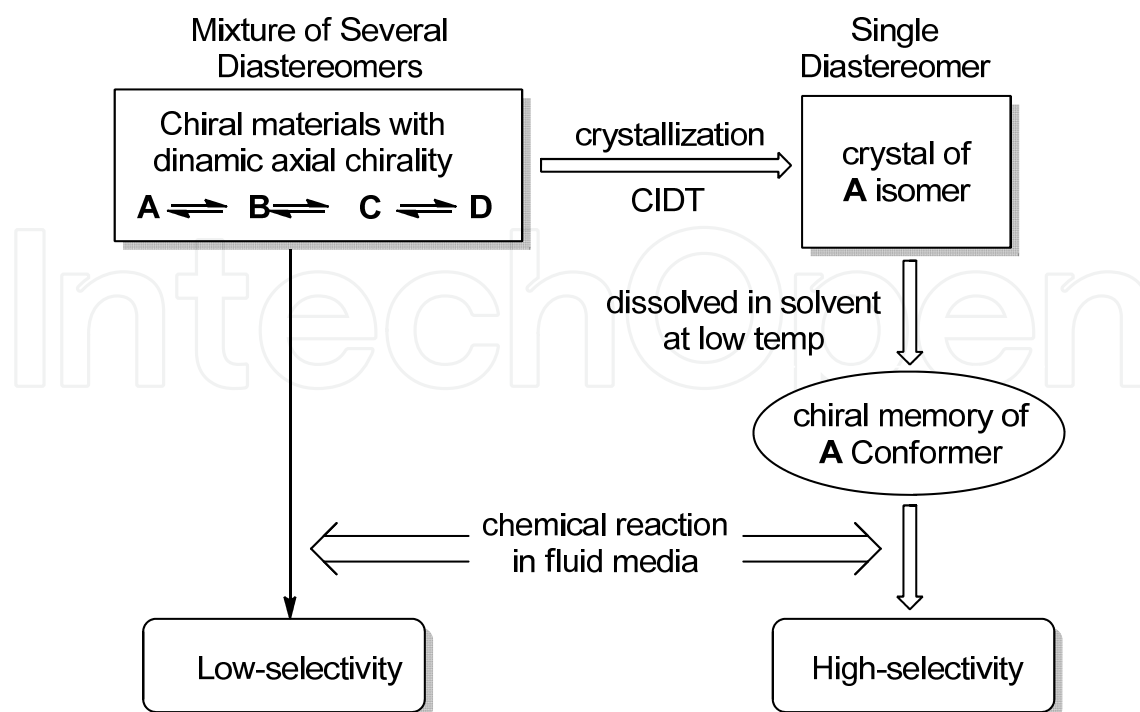 Mixture of Several
Diastereomers
Single
Diastereomer
Chiral materials with
dinamic axial chirality
A B C D
crystallization
CIDT
crystal of
A isomer
dissolved in solvent
at low temp
chiral memory of
A Conformer
chemical reaction
in fluid media
Low-selectivity
High-selectivity
IntechOpen